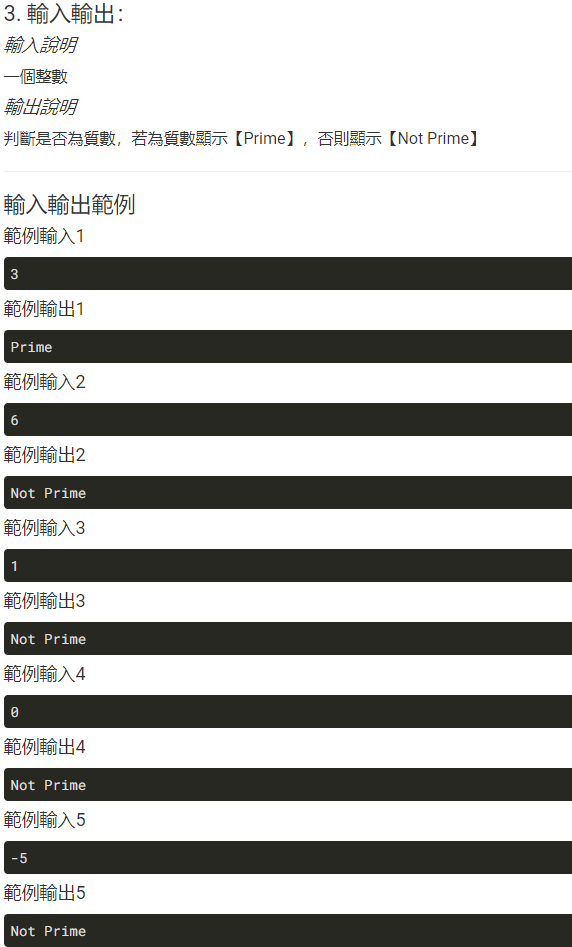 3. 輸入輸出：
輸入說明
一個整數
輸出說明
判斷是否為質數，若為質數顯示【Prime】，否則顯示【Not Prime】
輸入輸出範例
範例輸入1
3
範例輸出1
Prime
範例輸入2
6
範例輸出2
Not Prime
範例輸入3
1
範例輸出3
Not Prime
範例輸入4
0
範例輸出4
Not Prime
範例輸入5
-5
範例輸出5
Not Prime